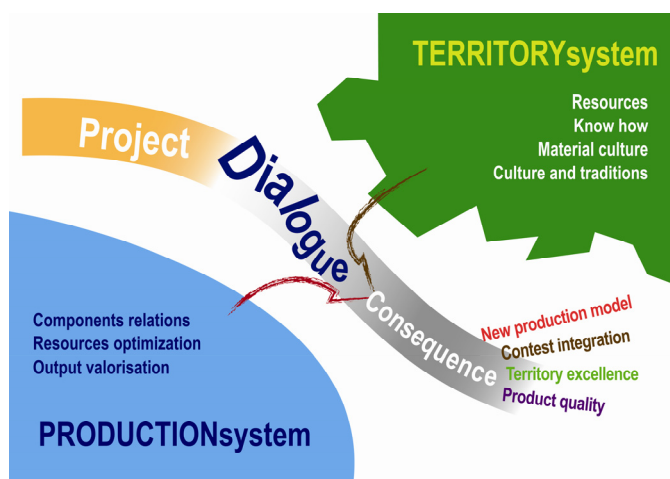 TERRITORYsystem
Resources
Know how
Material culture
Culture and traditions
Project
Dialogue
Consequence
New production model
Contest integration
Territory excellence
Product quality
Components relations
Resources optimization
Output valorisation
PRODUCTIONsystem